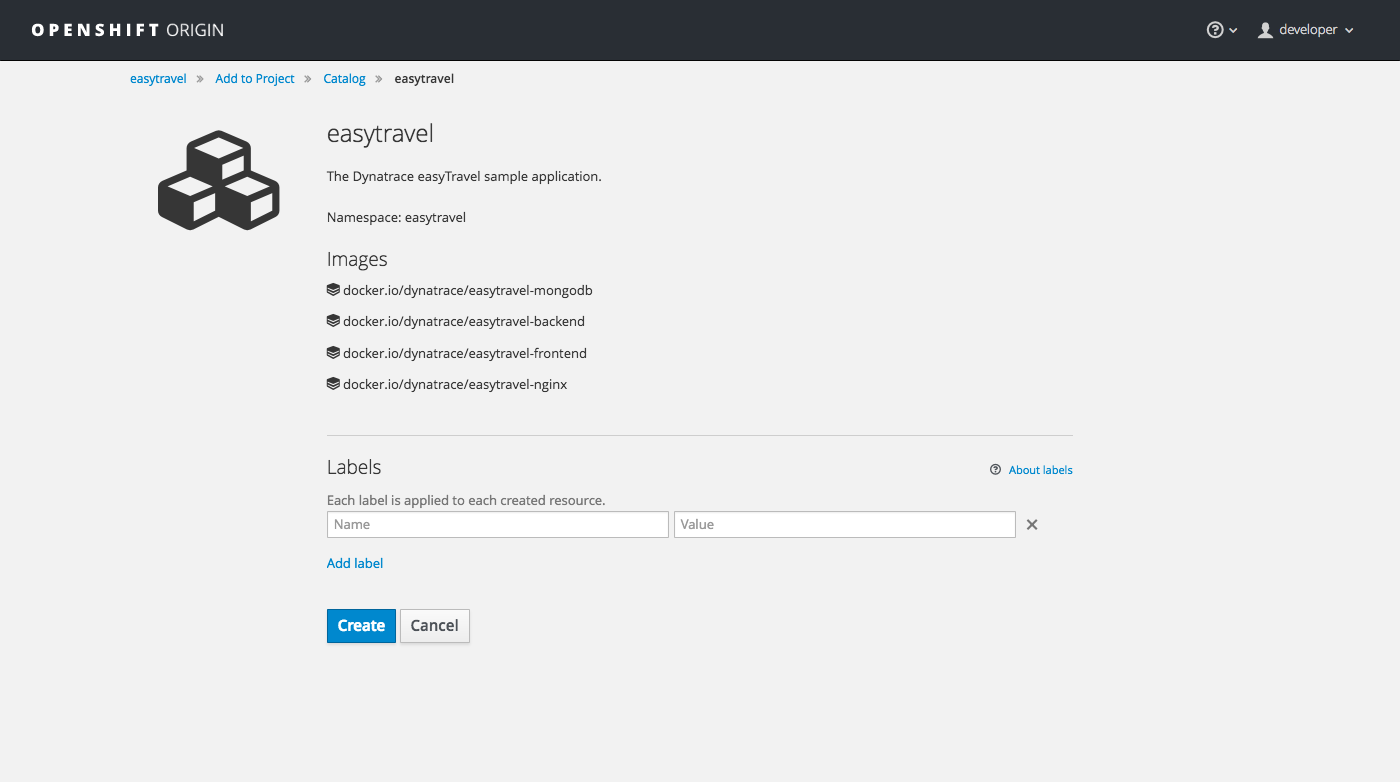 OPENSHIFT ORIGIN
developer
easytravel » Add to Project » Catalog » easytravel
easytravel
The Dynatrace easyTravel sample application.
Namespace: easytravel
Images
docker.io/dynatrace/easytravel-mongodb
docker.io/dynatrace/easytravel-backend
docker.io/dynatrace/easytravel-frontend
docker.io/dynatrace/easytravel-nginx
Labels
About labels
Each label is applied to each created resource.
Name Value
Add label
Create Cancel